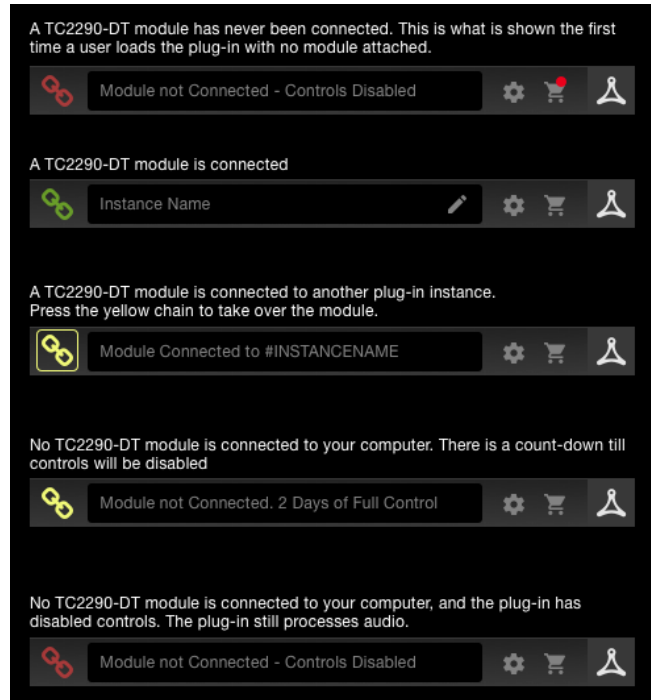 A TC2290-DT module has never been connected. This is what is shown the first
time a user loads the plug-in with no module attached.
Module not Connected - Controls Disabled
A TC2290-DT module is connected
Instance Name
A TC2290-DT module is connected to another plug-in instance.
Press the yellow chain to take over the module.
Module Connected to #INSTANCENAME
No TC2290-DT module is connected to your computer. There is a count-down till
controls will be disabled
Module not Connected. 2 Days of Full Control
No TC2290-DT module is connected to your computer, and the plug-in has
disabled controls. The plug-in still processes audio.
Module not Connected - Controls Disabled